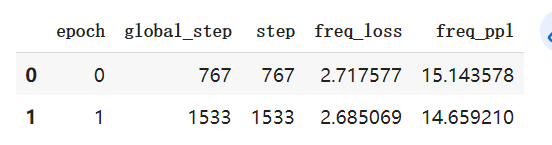 epoch global_step step freq_loss freq_ppl
0 0 767 767 2.717577 15.143578
1 1 1533 1533 2.685069 14.659210